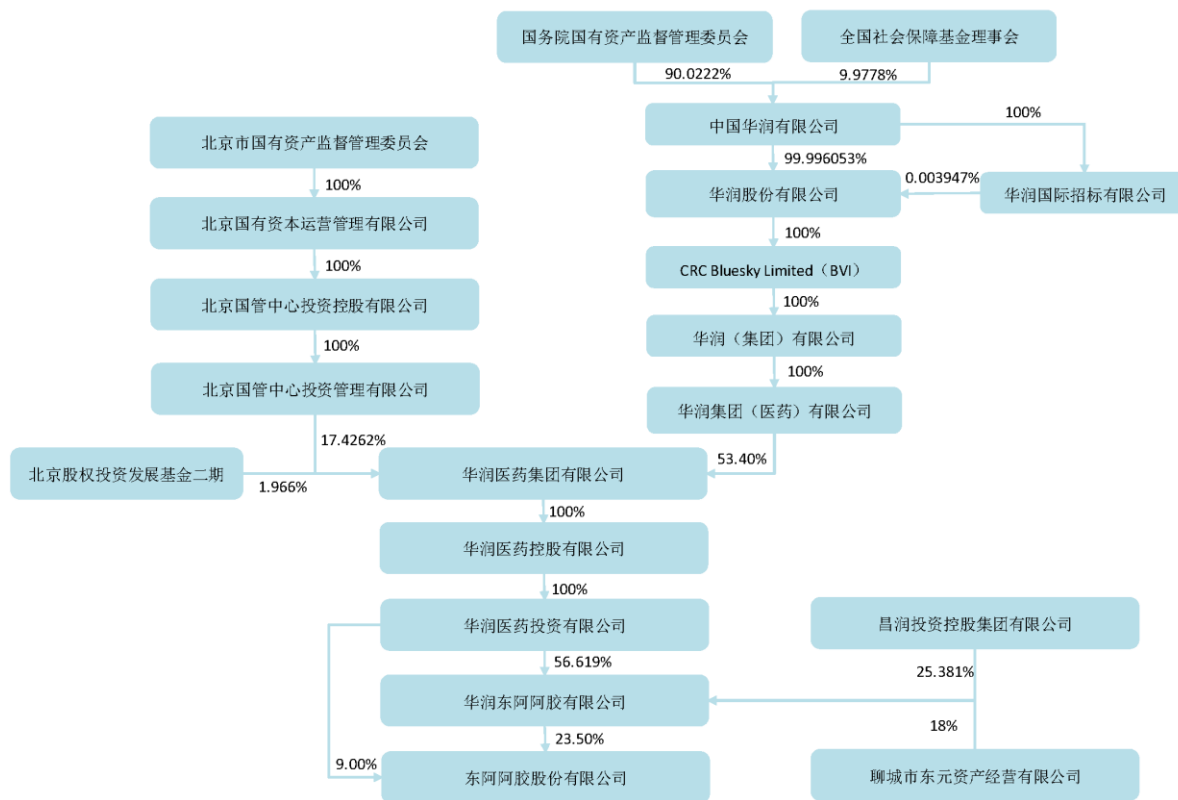 国务院国有资产监督管理委员会
全国社会保障基金理事会
90.0222%
9.9778%
中国华润有限公司
100%
北京市国有资产监督管理委员会
99.996053%
100%
0.003947%
华润股份有限公司
华润国际招标有限公司
北京国有资本运营管理有限公司
100%
100%
CRC Bluesky Limited（BVI）
北京国管中心投资控股有限公司
100%
100%
华润（集团）有限公司
100%
北京国管中心投资管理有限公司
华润集团（医药）有限公司
17.4262%
53.40%
北京股权投资发展基金二期
1.966%
华润医药集团有限公司
100%
华润医药控股有限公司
100%
华润医药投资有限公司
昌润投资控股集团有限公司
56.619%
25.381%
华润东阿阿胶有限公司
23.50%
18%
9.00%
东阿阿胶股份有限公司
聊城市东元资产经营有限公司